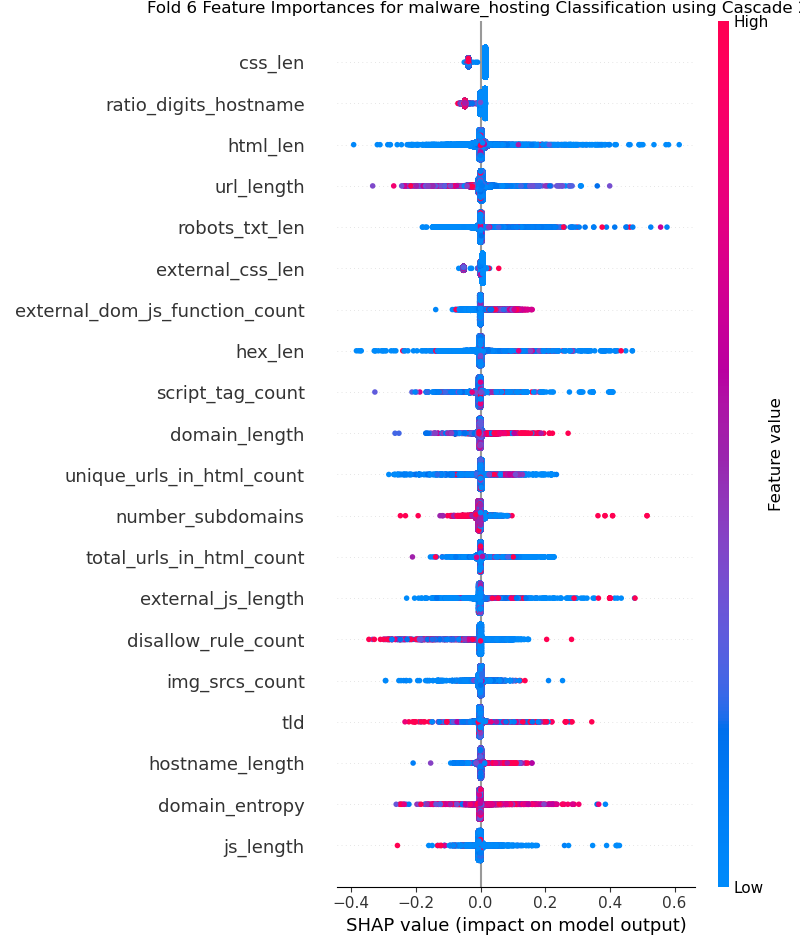 Fold 6 Feature Importances for malware_hosting Classification using Cascade
High
css_len
ratio_digits_hostname
html_len
url_length
robots_txt_len
external_css_len
external_dom_js_function_count
hex_len
script_tag_count
domain_length
unique_urls_in_html_count
number_subdomains
total_urls_in_html_count
external_js_length
disallow_rule_count
img_srcs_count
tld
hostname_length
domain_entropy
js_length
Feature value
Low
−0.4 −0.2 0.0 0.2 0.4 0.6
SHAP value (impact on model output)